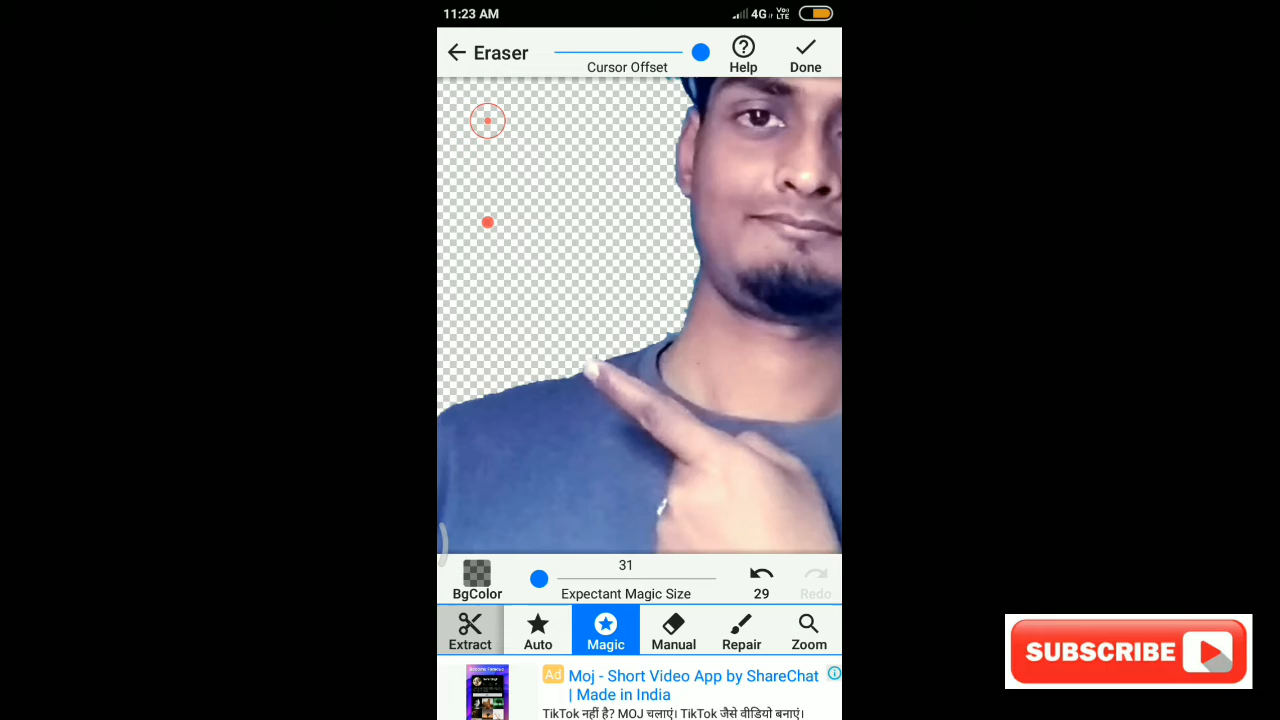 11:23 AM
4G Vo LTE
Eraser
Cursor Offset
Help
Done
31
BgColor
Expectant Magic Size
29
Redo
Extract
Auto
Magic
Manual
Repair
Zoom
Ad Moj - Short Video App by ShareChat
| Made in India
TikTok नहीं है? MOJ चलाएं। TikTok जैसे वीडियो बनाएं।
SUBSCRIBE